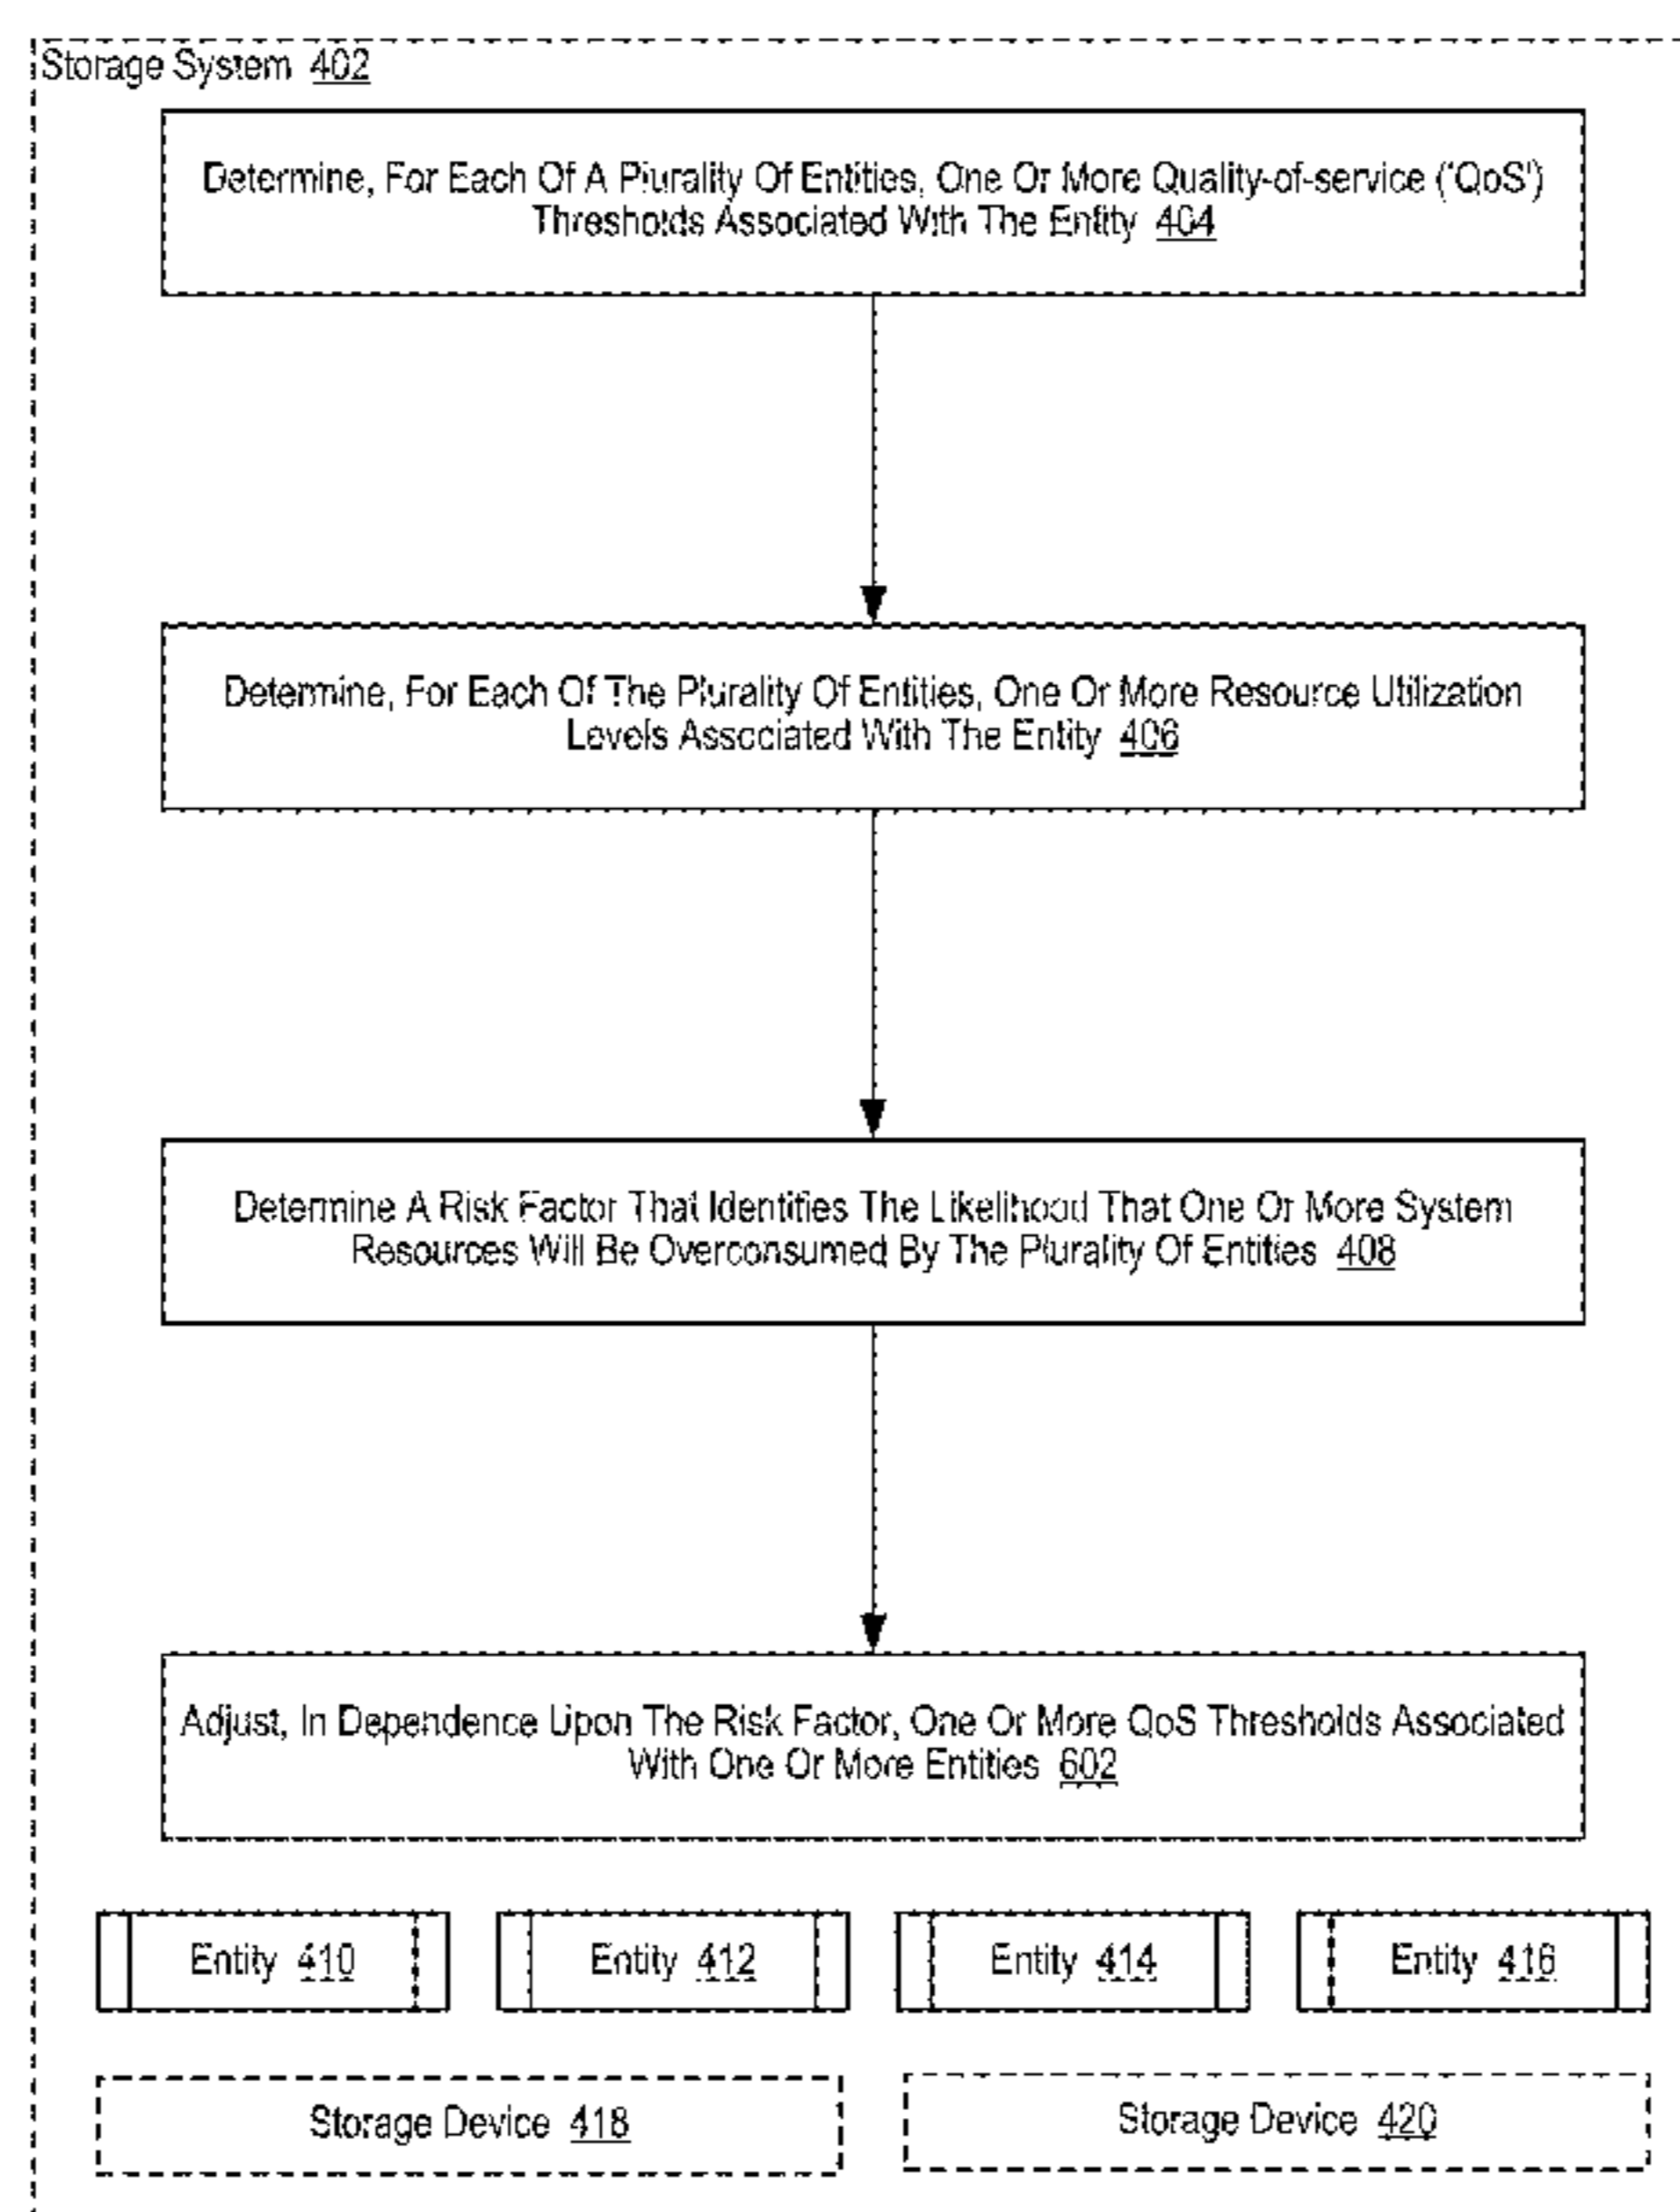 Storage System 402
Determine, For Each Of A Plurality Of Entities, One Or More Quality-of-service ('QoS')
Thresholds Associated With The Entity 404
Determine, For Each Of The Plurality Of Entities, One Or More Resource Utilization
Levels Associated With The Entity 406
Determine A Risk Factor That Identifies The Likelihood That One Or More System
Resources Will Be Overconsumed By The Plurality Of Entities 408
Adjust, In Dependence Upon The Risk Factor, One Or More QoS Thresholds Associated
With One Or More Entities 602
Entity 410
Entity 412
Entity 414
Entity 416
Storage Device 418
Storage Device 420